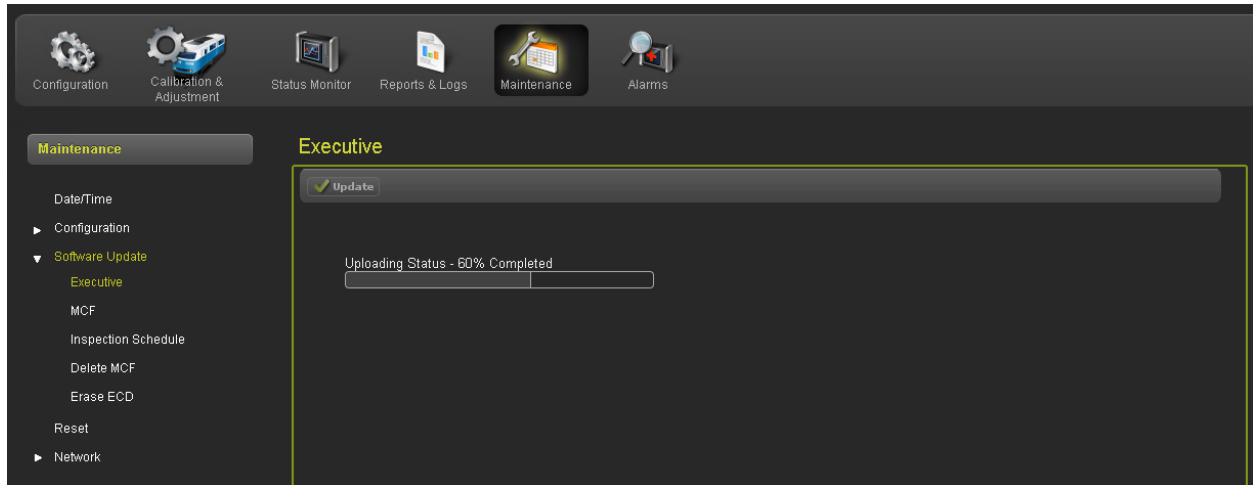 Configuration
Calibration &
Adjustment
Status Monitor
Reports & Logs
Maintenance
Alarms
Maintenance
Date/Time
Configuration
Software Update
Executive
MCF
Inspection Schedule
Delete MCF
Erase ECD
Reset
Network
Executive
Update
Uploading Status - 60% Completed